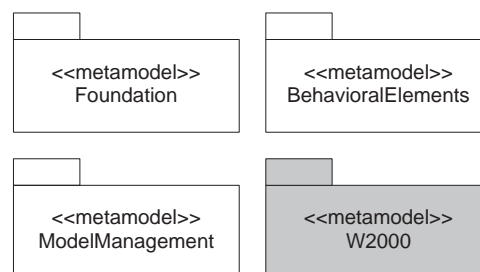 <<metamodel>>
Foundation
<<metamodel>>
BehavioralElements
<<metamodel>>
ModelManagement
<<metamodel>>
W2000